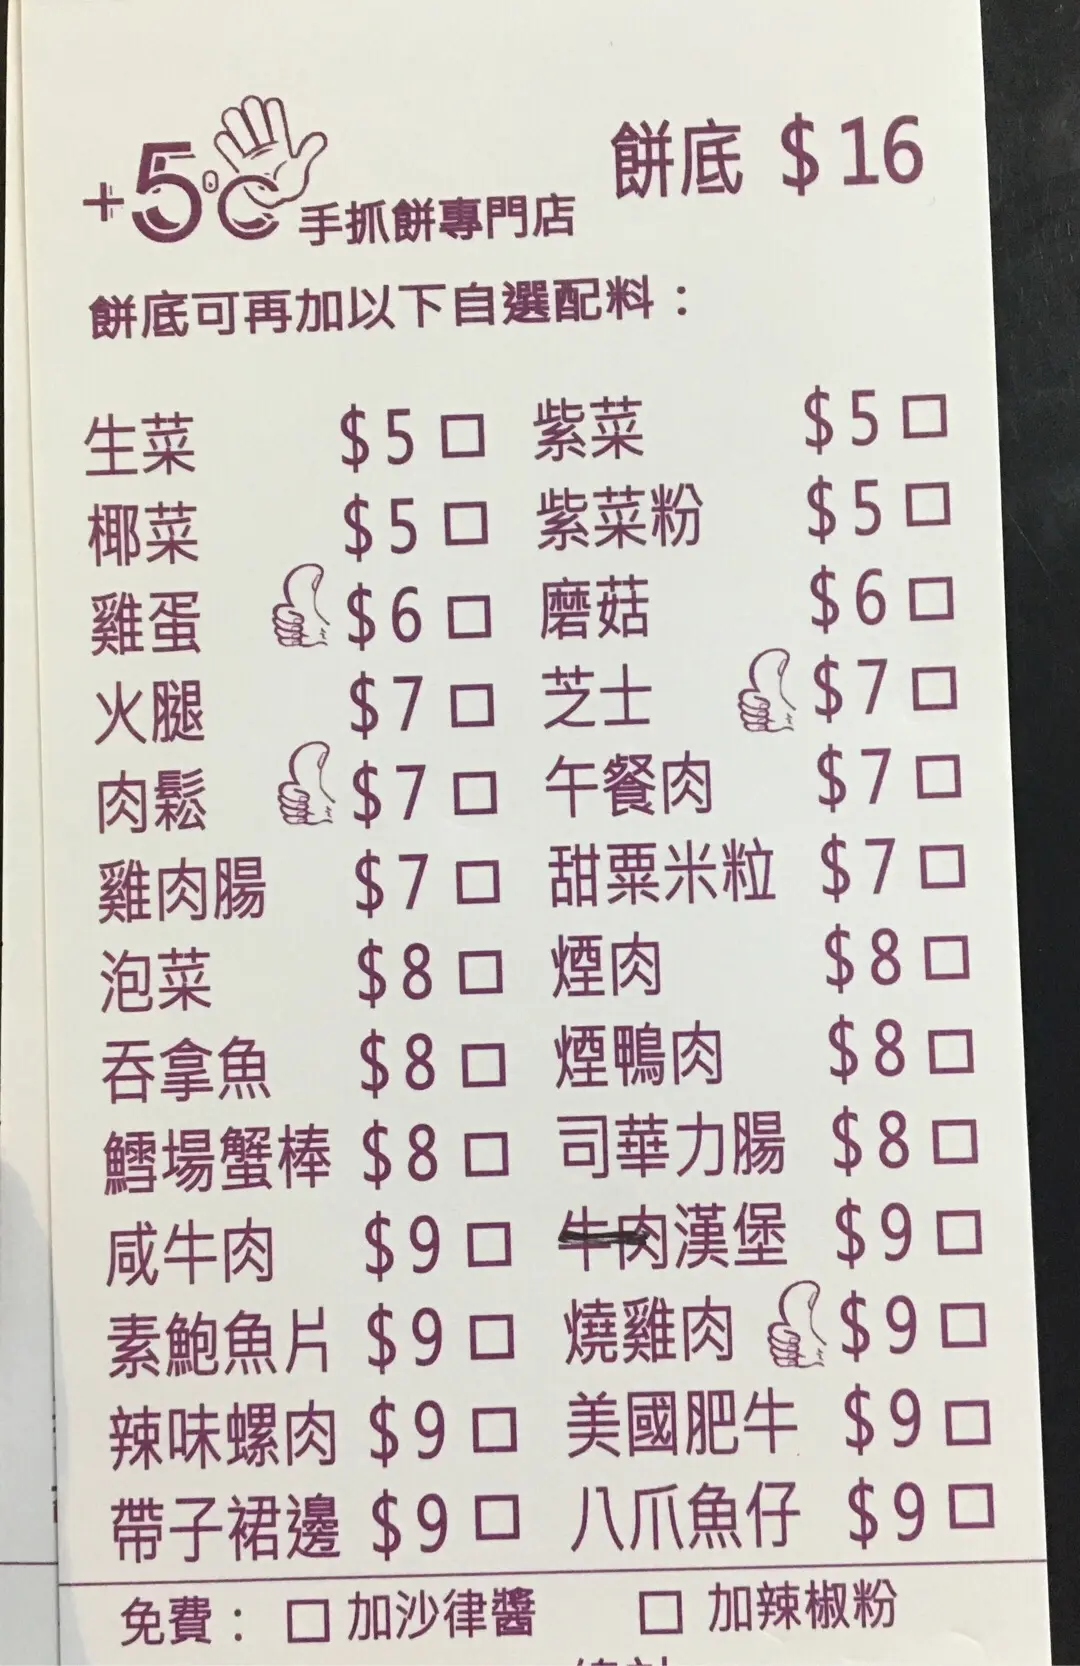 餅底 $16
+5°C 手抓餅專門店
餅底可再加以下自選配料：
生菜 $5 □ 紫菜 $5 □
椰菜 $5 □ 紫菜粉 $5 □
雞蛋 $6 □ 磨菇 $6 □
火腿 $7 □ 芝士 $7 □
肉鬆 $7 □ 午餐肉 $7 □
雞肉腸 $7 □ 甜粟米粒 $7 □
泡菜 $8 □ 煙肉 $8 □
吞拿魚 $8 □ 煙鴨肉 $8 □
鱈場蟹棒 $8 □ 司華力腸 $8 □
咸牛肉 $9 □ 牛肉漢堡 $9 □
素鮑魚片 $9 □ 燒雞肉 $9 □
辣味螺肉 $9 □ 美國肥牛 $9 □
帶子裙邊 $9 □ 八爪魚仔 $9 □
免費： □ 加沙律醬 □ 加辣椒粉